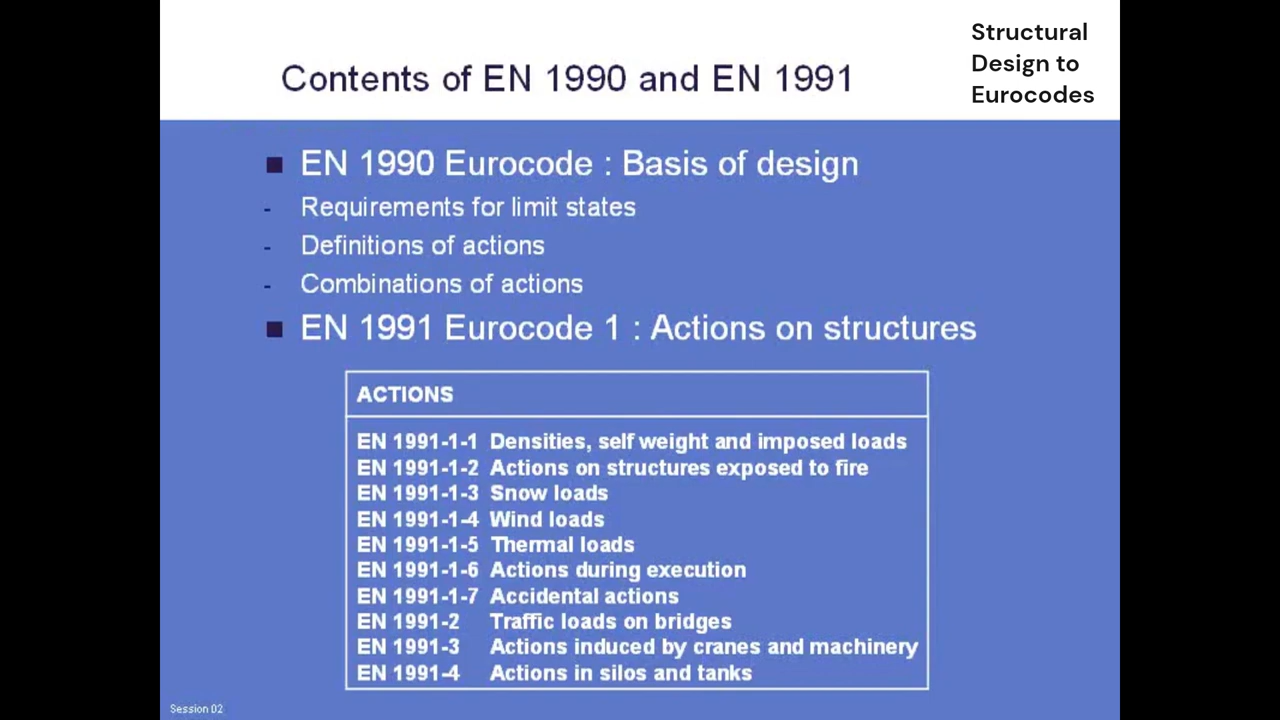 Structural
Design to
Eurocodes
Contents of EN 1990 and EN 1991
EN 1990 Eurocode : Basis of design
- Requirements for limit states
- Definitions of actions
- Combinations of actions
EN 1991 Eurocode 1 : Actions on structures
ACTIONS
EN 1991-1-1 Densities, self weight and imposed loads
EN 1991-1-2 Actions on structures exposed to fire
EN 1991-1-3 Snow loads
EN 1991-1-4 Wind loads
EN 1991-1-5 Thermal loads
EN 1991-1-6 Actions during execution
EN 1991-1-7 Accidental actions
EN 1991-2 Traffic loads on bridges
EN 1991-3 Actions induced by cranes and machinery
EN 1991-4 Actions in silos and tanks
Session 02